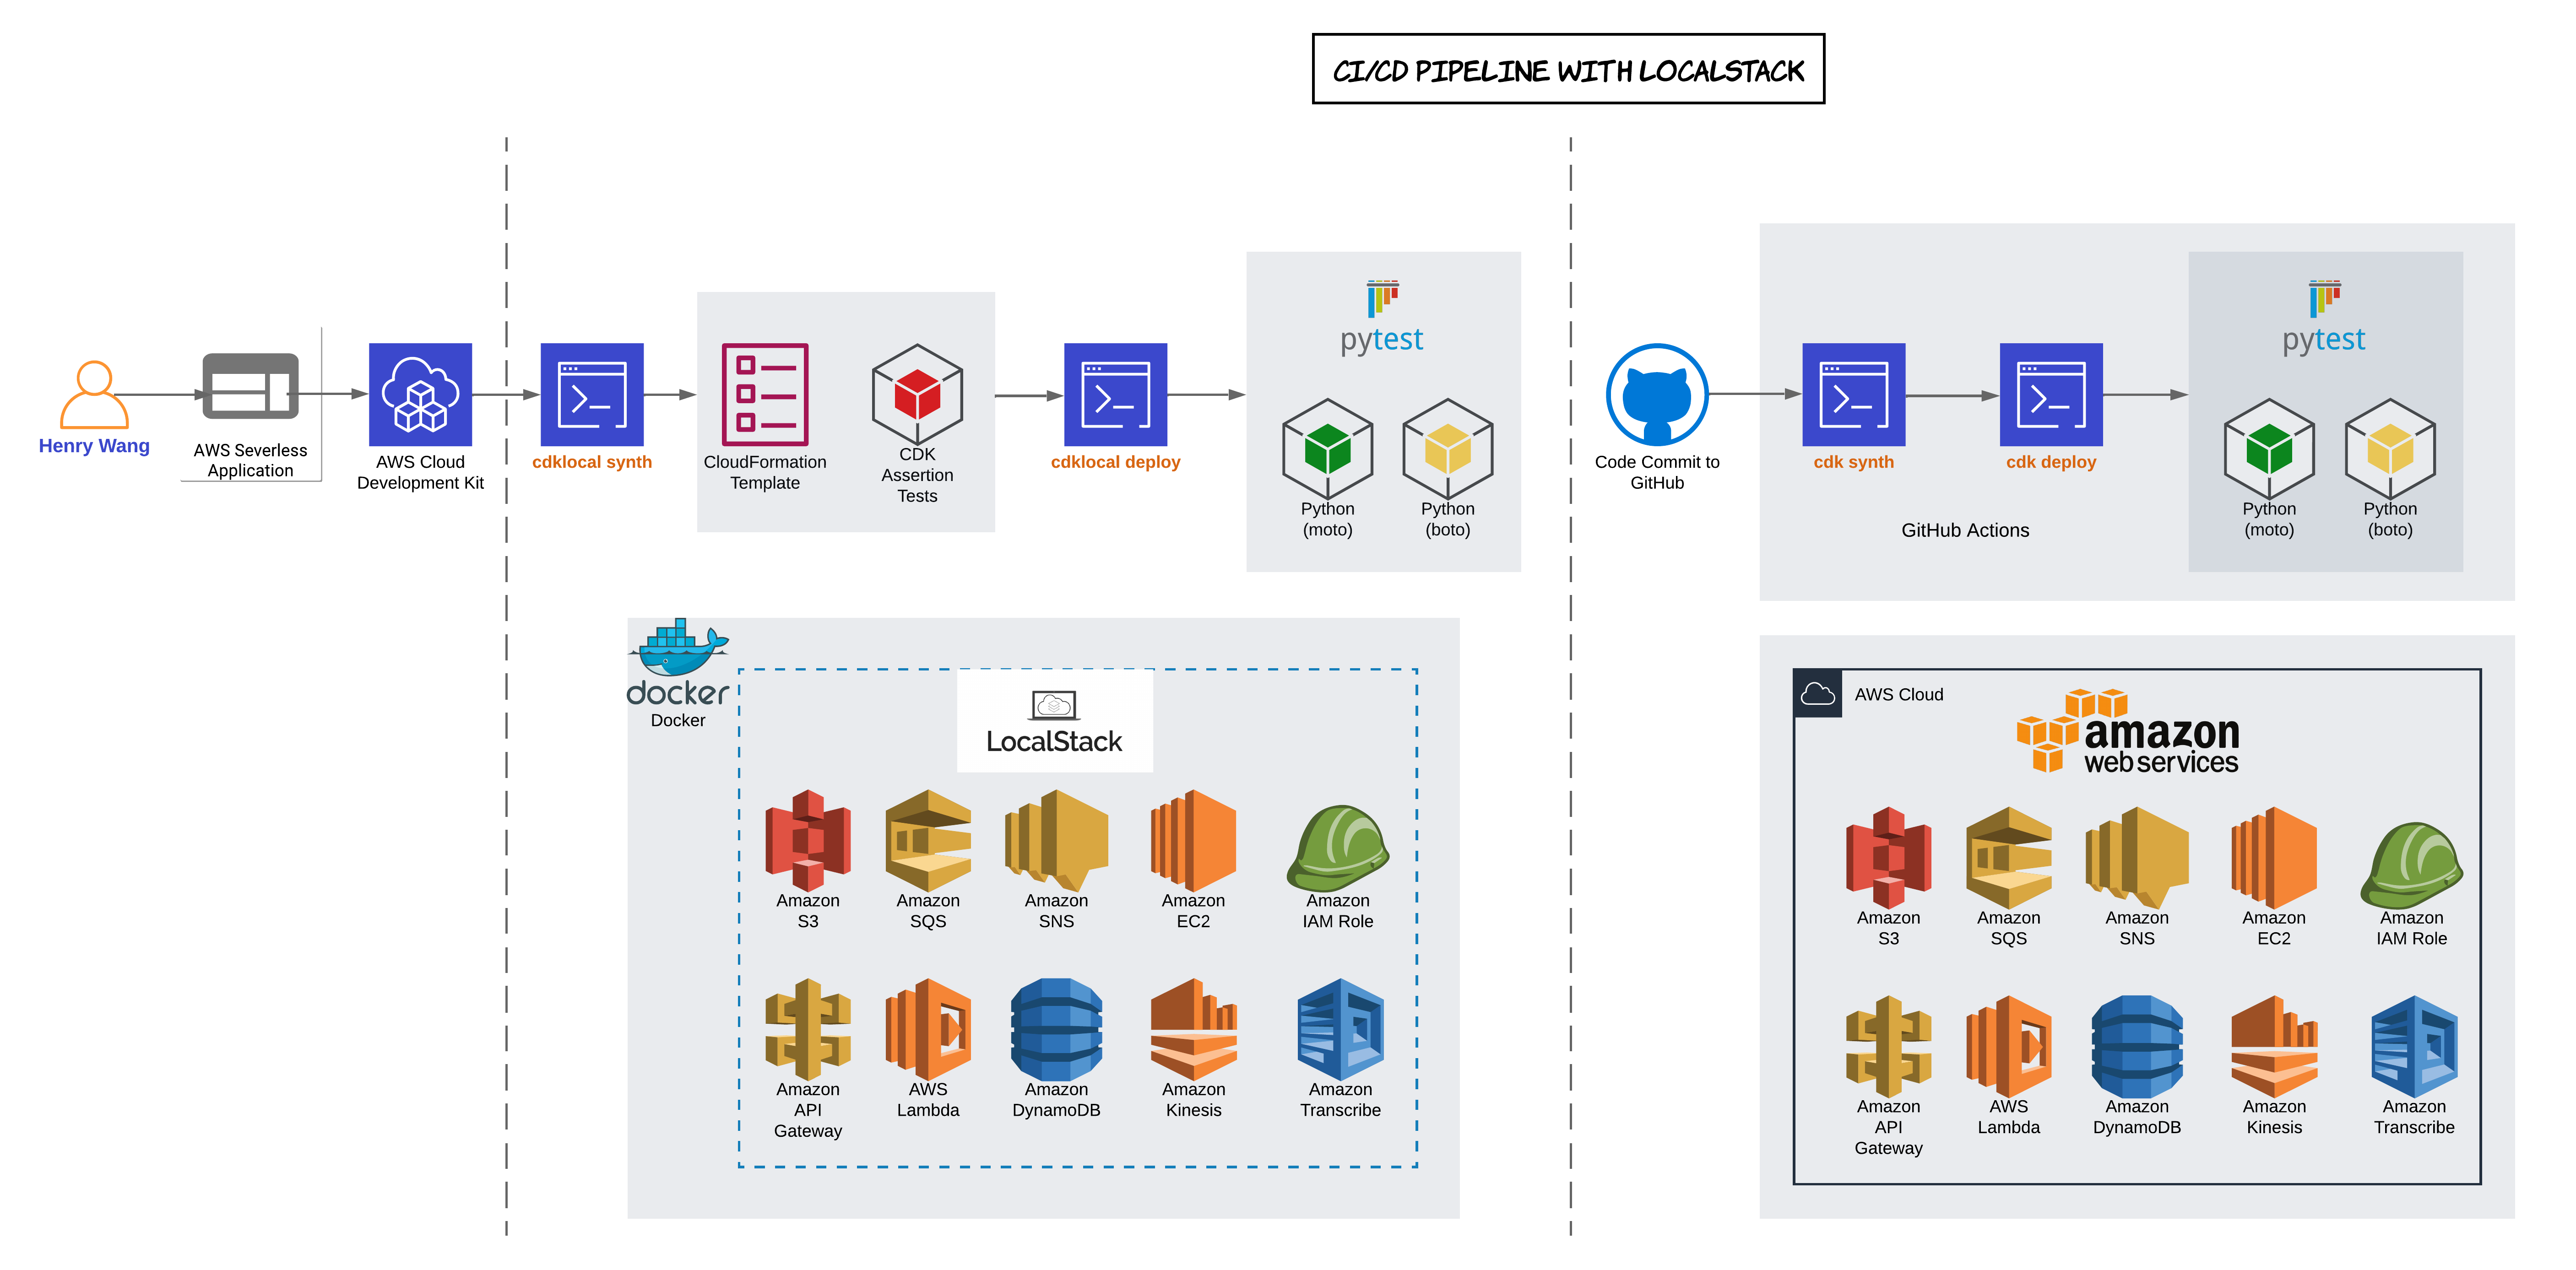 CI/CD PIPELINE WITH LOCALSTACK
Henry Wang
AWS Severless
Application
AWS Cloud
Development Kit
cdklocal synth
CloudFormation
Template
CDK
Assertion
Tests
cdklocal deploy
pytest
Python
(moto)
Python
(boto)
Code Commit to
GitHub
cdk synth
cdk deploy
GitHub Actions
pytest
Python
(moto)
Python
(boto)
docker
Docker
LocalStack
Amazon
S3
Amazon
SQS
Amazon
SNS
Amazon
EC2
Amazon
IAM Role
Amazon
API
Gateway
AWS
Lambda
Amazon
DynamoDB
Amazon
Kinesis
Amazon
Transcribe
AWS Cloud
amazon
webservices
Amazon
S3
Amazon
SQS
Amazon
SNS
Amazon
EC2
Amazon
IAM Role
Amazon
API
Gateway
AWS
Lambda
Amazon
DynamoDB
Amazon
Kinesis
Amazon
Transcribe